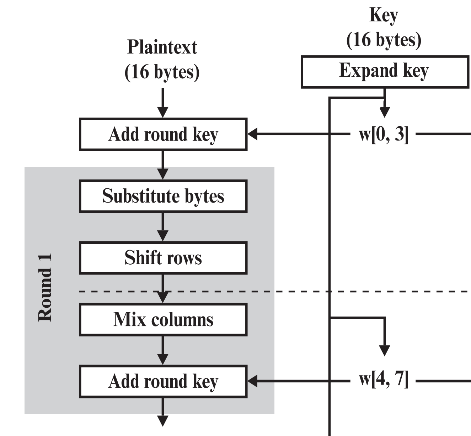 Key
(16 bytes)
Plaintext
(16 bytes)
Expand key
Add round key
w[0, 3]
Substitute bytes
Shift rows
Round 1
Mix columns
Add round key
w[4, 7]